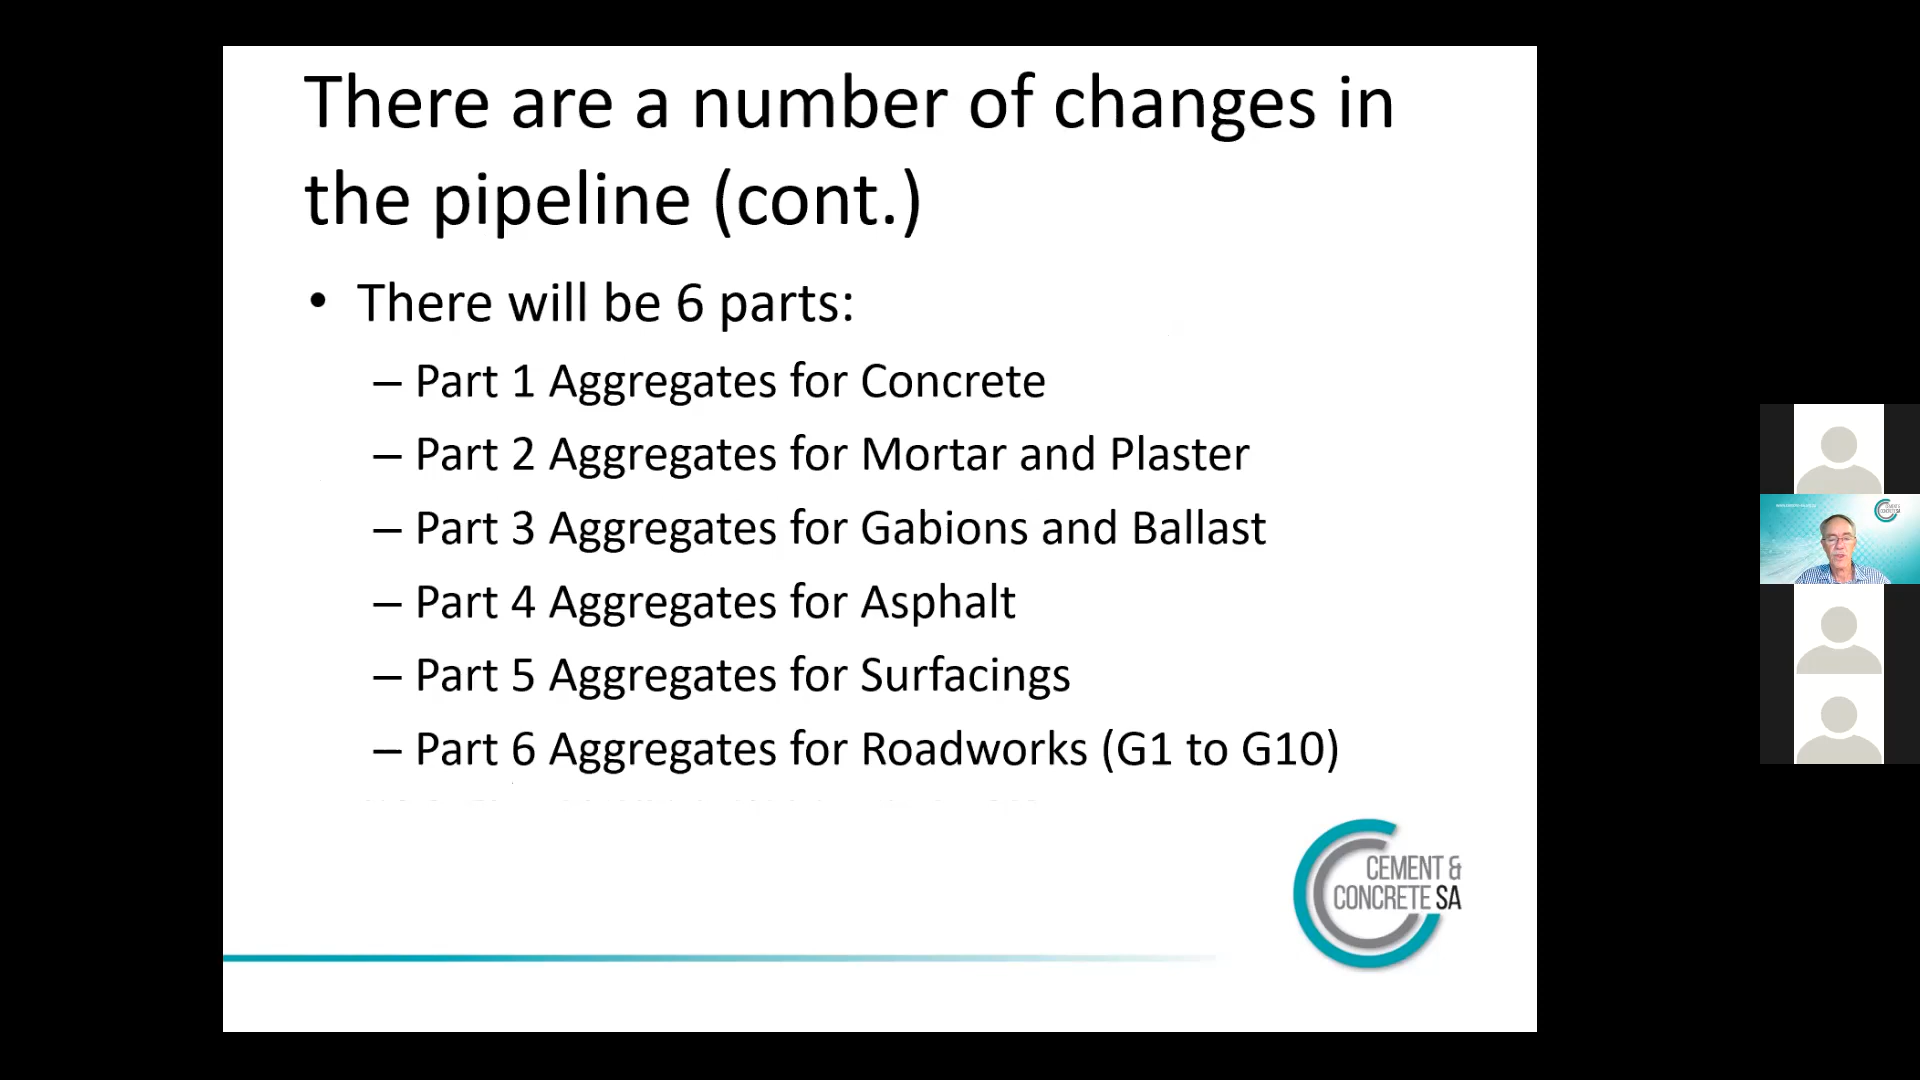 There are a number of changes in
the pipeline (cont.)
• There will be 6 parts:
– Part 1 Aggregates for Concrete
– Part 2 Aggregates for Mortar and Plaster
– Part 3 Aggregates for Gabions and Ballast
– Part 4 Aggregates for Asphalt
– Part 5 Aggregates for Surfacings
– Part 6 Aggregates for Roadworks (G1 to G10)
CEMENT &
CONCRETE SA